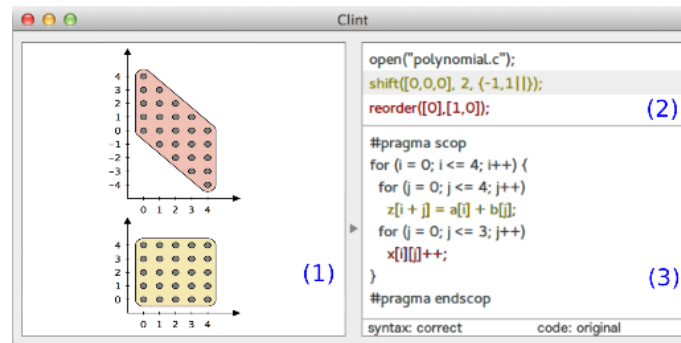 Clint
4
3
2
1
0
−1
−2
−3
−4
0 1 2 3 4
4
3
2
1
0
0 1 2 3 4
(1)
open("polynomial.c");
shift([0,0,0], 2, {-1,1||});
reorder([0],[1,0]);
(2)
#pragma scop
for (i = 0; i <= 4; i++) {
for (j = 0; j <= 4; j++)
z[i + j] = a[i] + b[j];
for (j = 0; j <= 3; j++)
x[i][j]++;
}
(3)
#pragma endscop
syntax: correct code: original